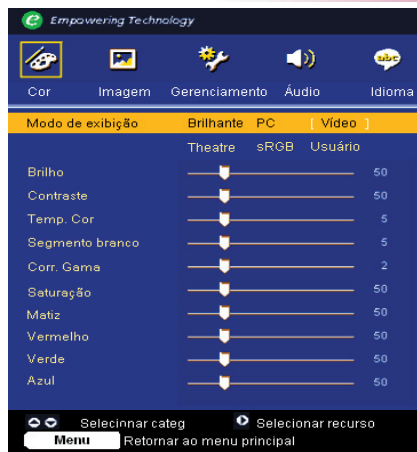 e Empowering Technology
abc
Cor Imagem Gerenciamento Áudio Idioma
Modo de exibição Brilhante PC [ Vídeo ]
Theatre sRGB Usuário
Brilho 50
Contraste 50
Temp. Cor 5
Segmento branco 5
Corr. Gama 2
Saturação 50
Matiz 50
Vermelho 50
Verde 50
Azul 50
Selecinnar categ Selecionar recurso
Menu Retornar ao menu principal